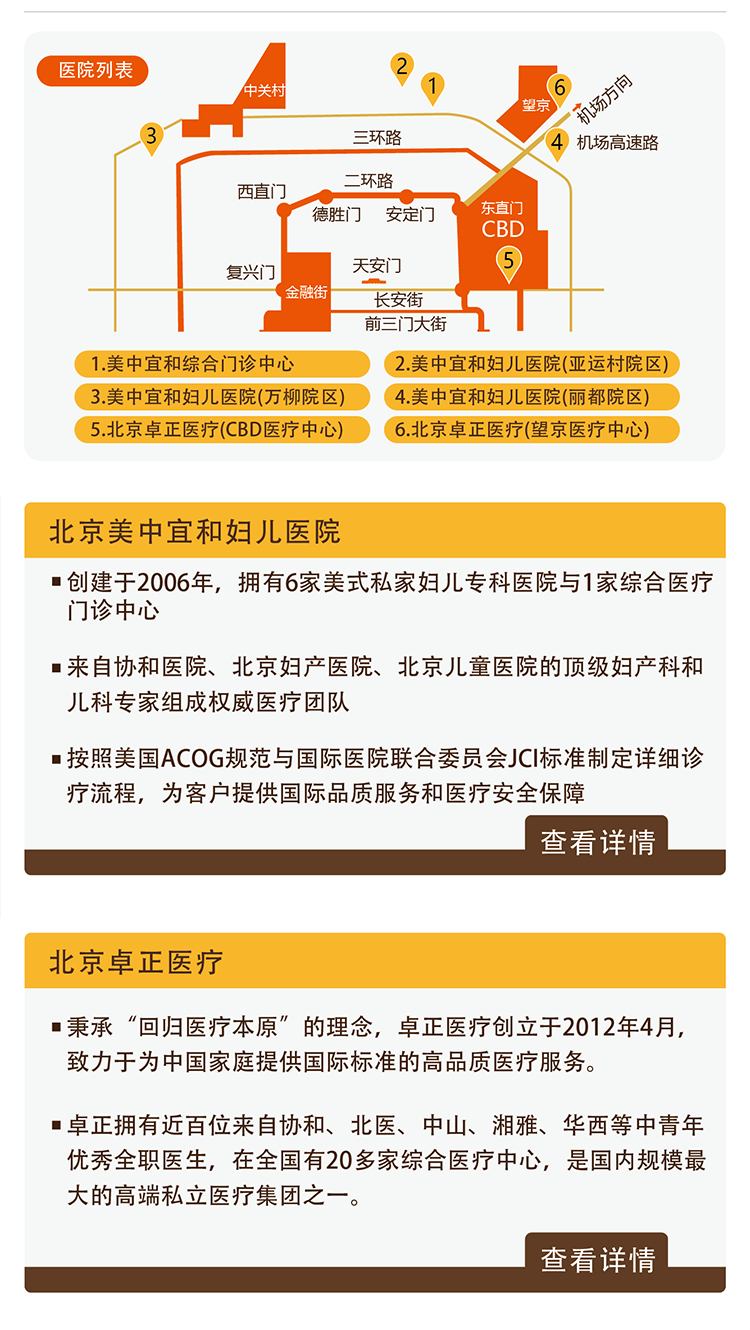 医院列表
中关村
2
1
6
望京
机场方向
3
三环路
4
机场高速路
二环路
西直门
德胜门
安定门
东直门
CBD
复兴门
天安门
5
金融街
长安街
前三门大街
1.美中宜和综合门诊中心
2.美中宜和妇儿医院(亚运村院区)
3.美中宜和妇儿医院(万柳院区)
4.美中宜和妇儿医院(丽都院区)
5.北京卓正医疗(CBD医疗中心)
6.北京卓正医疗(望京医疗中心)
北京美中宜和妇儿医院
▪创建于2006年，拥有6家美式私家妇儿专科医院与1家综合医疗
门诊中心
▪来自协和医院、北京妇产医院、北京儿童医院的顶级妇产科和
儿科专家组成权威医疗团队
▪按照美国ACOG规范与国际医院联合委员会JCI标准制定详细诊
疗流程，为客户提供国际品质服务和医疗安全保障
查看详情
北京卓正医疗
▪秉承“回归医疗本原”的理念，卓正医疗创立于2012年4月，
致力于为中国家庭提供国际标准的高品质医疗服务。
▪卓正拥有近百位来自协和、北医、中山、湘雅、华西等中青年
优秀全职医生，在全国有20多家综合医疗中心，是国内规模最
大的高端私立医疗集团之一。
查看详情